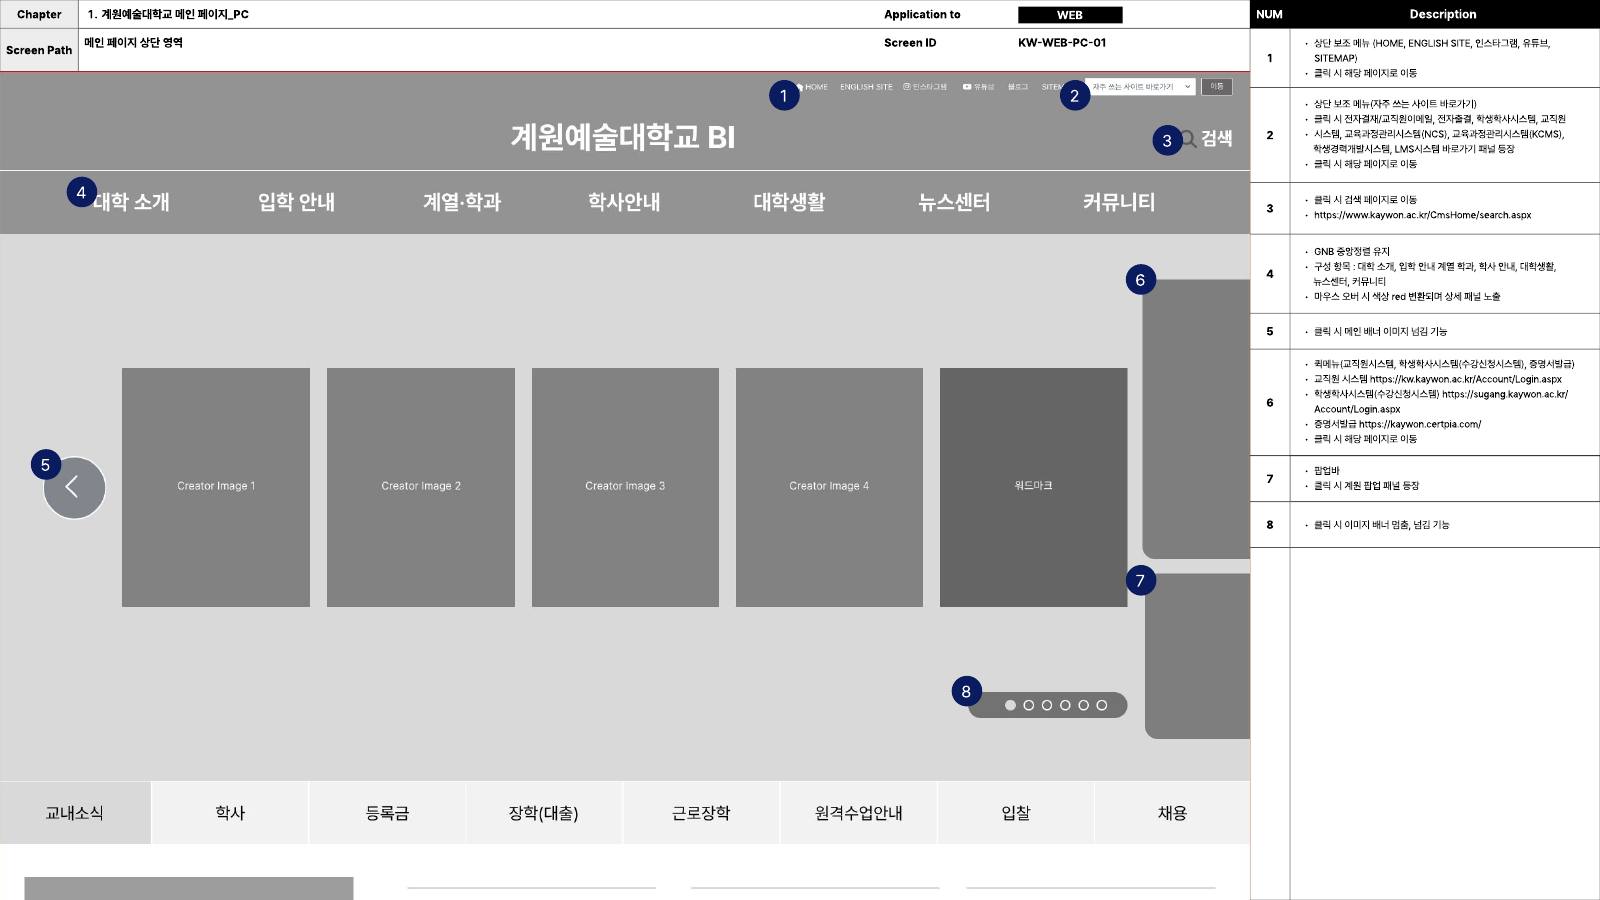 Chapter
1. 계원예술대학교 메인 페이지_PC
Application to
WEB
Screen Path
메인 페이지 상단 영역
Screen ID
KW-WEB-PC-01
1
HOME
ENGLISH SITE
인스타그램
유튜브
블로그
2
자주 쓰는 사이트 바로가기
이동
계원예술대학교 BI
3
검색
4
대학 소개
입학 안내
계열·학과
학사안내
대학생활
뉴스센터
커뮤니티
6
5
Creator Image 1
Creator Image 2
Creator Image 3
Creator Image 4
워드마크
7
8
교내소식
학사
등록금
장학(대출)
근로장학
원격수업안내
입찰
채용
NUM
Description
1
• 상단 보조 메뉴 (HOME, ENGLISH SITE, 인스타그램, 유튜브,
SITEMAP)
• 클릭 시 해당 페이지로 이동
2
• 상단 보조 메뉴(자주 쓰는 사이트 바로가기)
• 클릭 시 전자결재/교직원이메일, 전자출결, 학생학사시스템, 교직원
• 시스템, 교육과정관리시스템(NCS), 교육과정관리시스템(KCMS),
학생경력개발시스템, LMS시스템 바로가기 패널 등장
• 클릭 시 해당 페이지로 이동
3
• 클릭 시 검색 페이지로 이동
• https://www.kaywon.ac.kr/CmsHome/search.aspx
4
• GNB 중앙정렬 유지
• 구성 항목 : 대학 소개, 입학 안내 계열 학과, 학사 안내, 대학생활,
뉴스센터, 커뮤니티
• 마우스 오버 시 색상 red 변환되며 상세 패널 노출
5
• 클릭 시 메인 배너 이미지 넘김 기능
6
• 퀵메뉴(교직원시스템, 학생학사시스템(수강신청시스템), 증명서발급)
• 교직원 시스템 https://kw.kaywon.ac.kr/Account/Login.aspx
• 학생학사시스템(수강신청시스템) https://sugang.kaywon.ac.kr/
Account/Login.aspx
• 증명서발급 https://kaywon.certpia.com/
• 클릭 시 해당 페이지로 이동
7
• 팝업바
• 클릭 시 계원 팝업 패널 등장
8
• 클릭 시 이미지 배너 멈춤, 넘김 기능